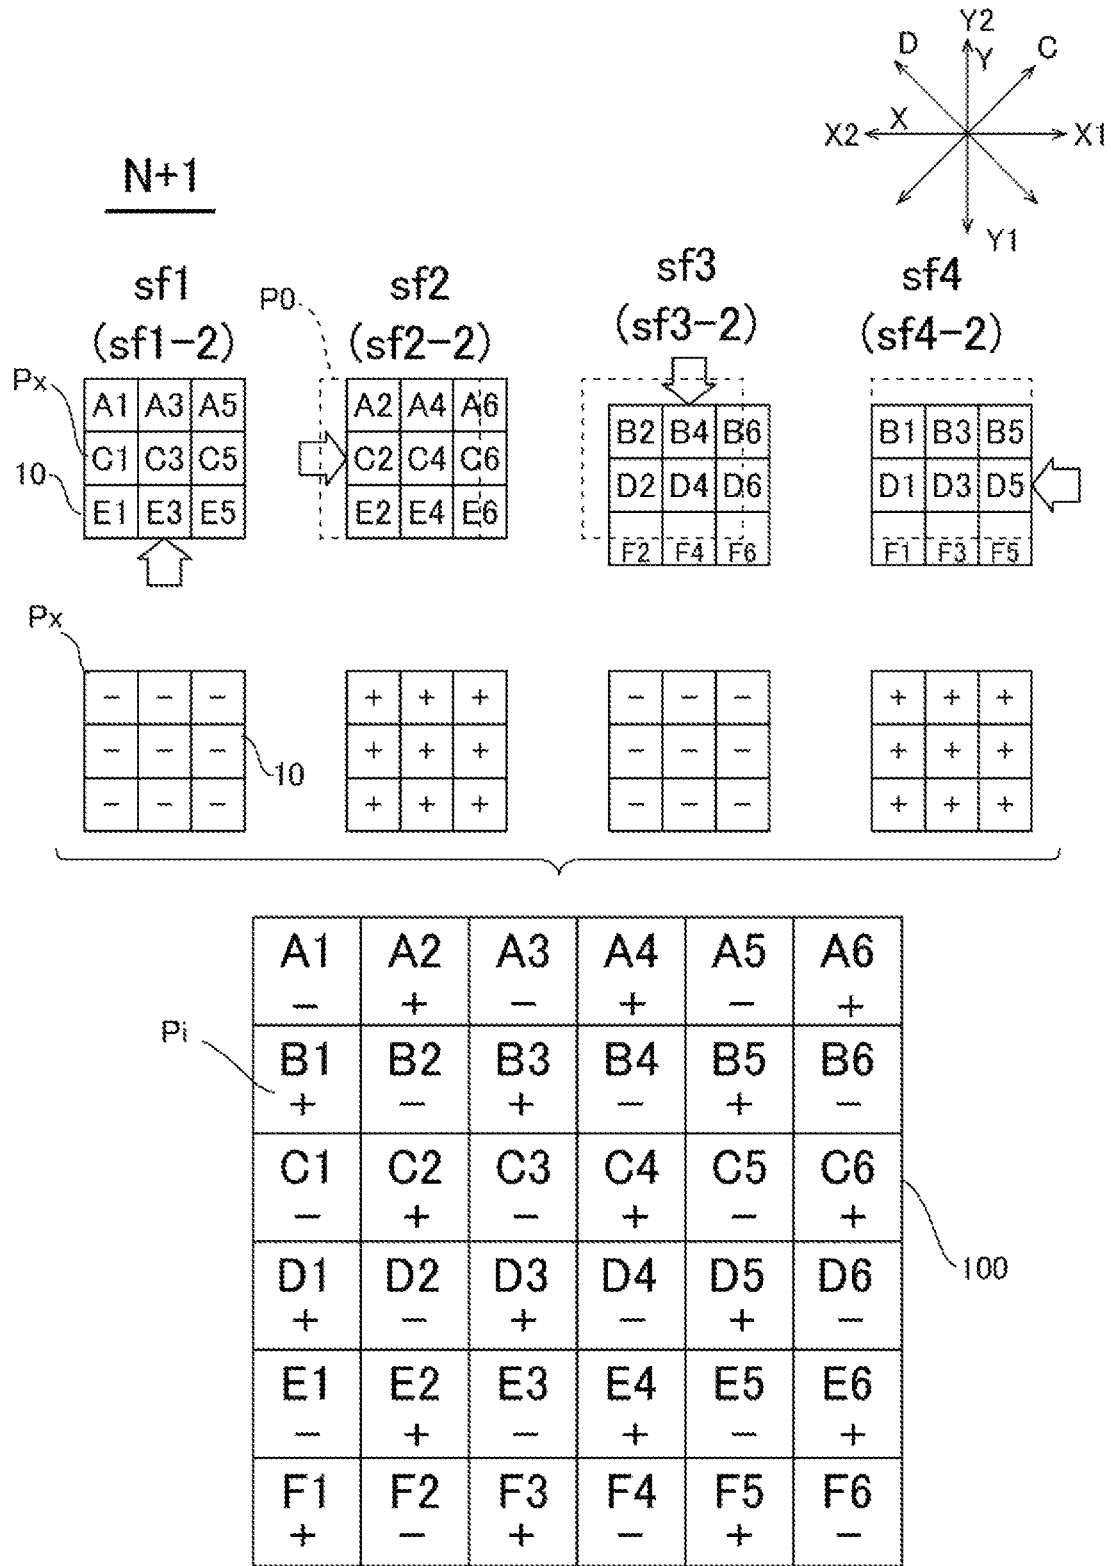 Y2
D C
Y
X
X2 X1
N+1
Y1
sf1 sf2 sf3 sf4
P0
(sf1-2) (sf2-2) (sf3-2) (sf4-2)
Px
A1 A3 A5 A2 A4 A6 B2 B4 B6 B1 B3 B5
C1 C3 C5 C2 C4 C6 D2 D4 D6 D1 D3 D5
10
E1 E3 E5 E2 E4 E6 F2 F4 F6 F1 F3 F5
Px
− − − + + + − − − + + +
− − − + + + − − − + + +
10
− − − + + + − − − + + +
A1 A2 A3 A4 A5 A6
− + − + − +
Pi
B1 B2 B3 B4 B5 B6
+ − + − + −
C1 C2 C3 C4 C5 C6
− + − + − +
100
D1 D2 D3 D4 D5 D6
+ − + − + −
E1 E2 E3 E4 E5 E6
− + − + − +
F1 F2 F3 F4 F5 F6
+ − + − + −